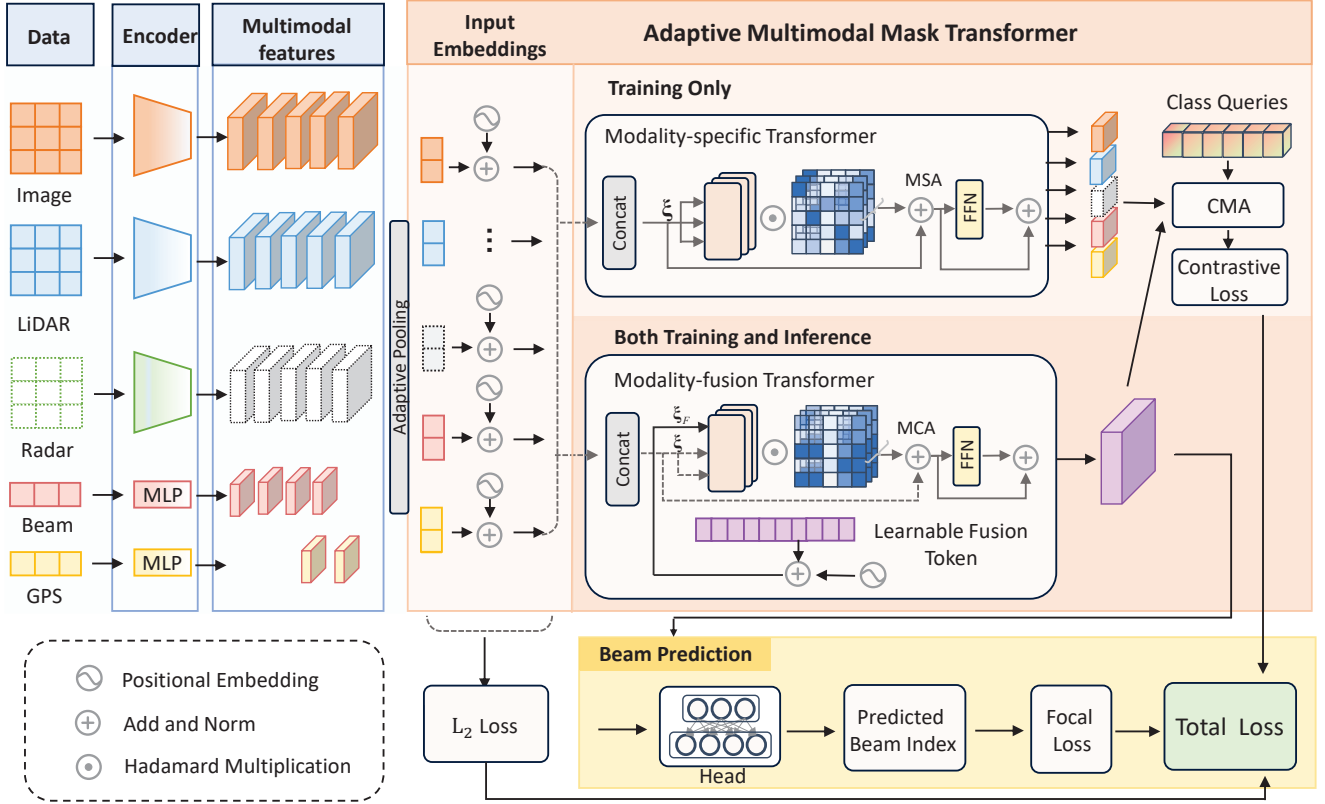 Data
Encoder
Multimodal
features
Input
Embeddings
Adaptive Multimodal Mask Transformer
Image
LiDAR
Radar
Beam
GPS
MLP
MLP
Adaptive Pooling
...
Training Only
Modality-specific Transformer
Concat
ξ
MSA
FFN
Class Queries
CMA
Contrastive
Loss
Both Training and Inference
Modality-fusion Transformer
Concat
ξF
ξ
MCA
FFN
Learnable Fusion
Token
Positional Embedding
Add and Norm
Hadamard Multiplication
L2 Loss
Beam Prediction
Head
Predicted
Beam Index
Focal
Loss
Total Loss